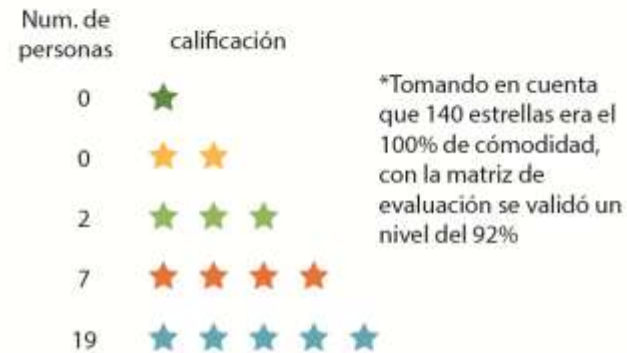 Num. de
personas
calificación
0
0
2
7
19
*Tomando en cuenta
que 140 estrellas era el
100% de cómodidad,
con la matriz de
evaluación se validó un
nivel del 92%